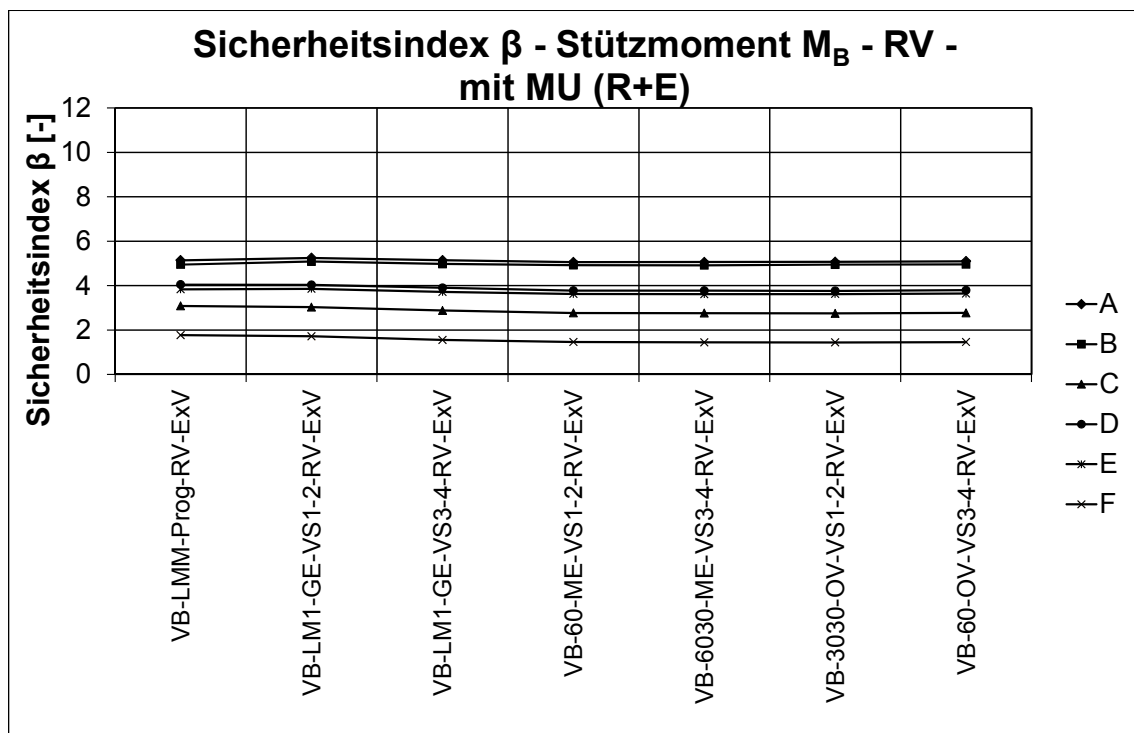 Sicherheitsindex β - Stützmoment M_B - RV -
mit MU (R+E)
Sicherheitsindex β [-]
12
10
8
6
4
2
0
VB-LMM-Prog-RV-ExV
VB-LM1-GE-VS1-2-RV-ExV
VB-LM1-GE-VS3-4-RV-ExV
VB-60-ME-VS1-2-RV-ExV
VB-6030-ME-VS3-4-RV-ExV
VB-3030-OV-VS1-2-RV-ExV
VB-60-OV-VS3-4-RV-ExV
A
B
C
D
E
F